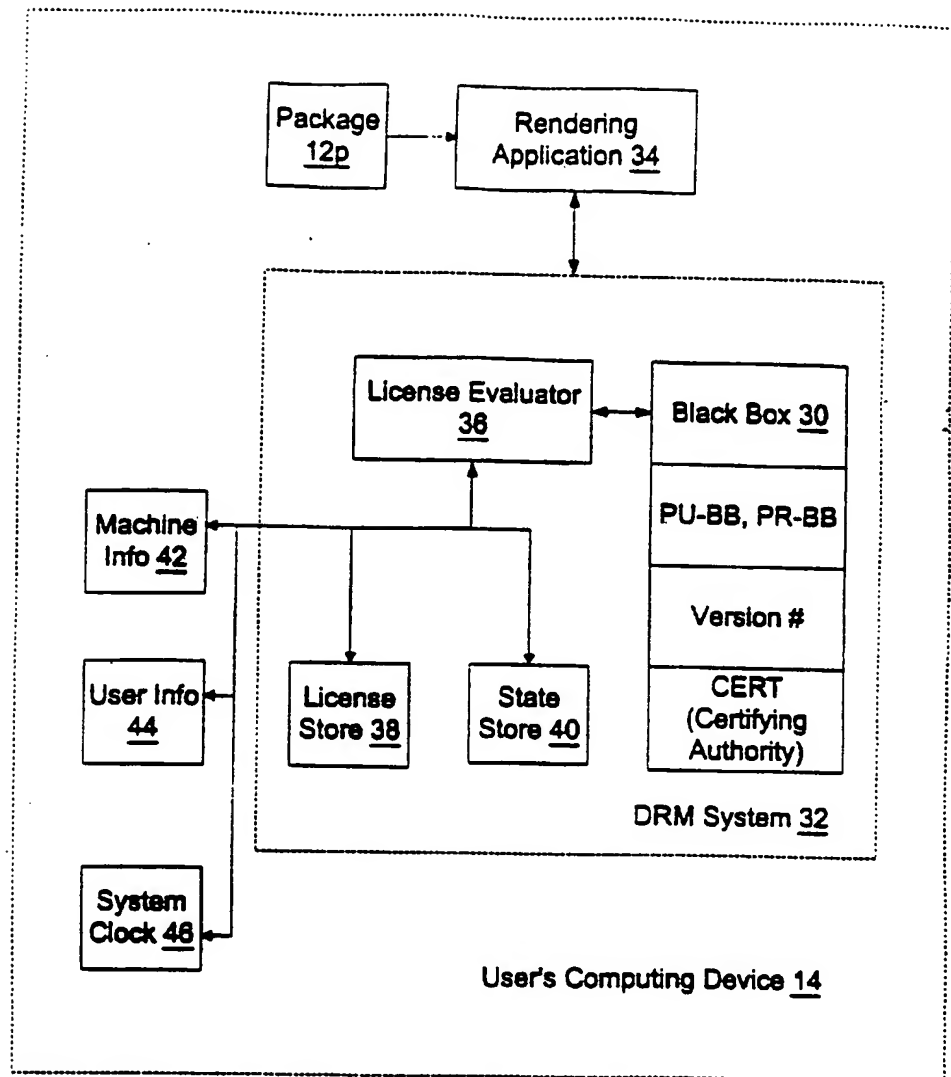 Package
12p
Rendering
Application 34
License Evaluator
36
Black Box 30
PU-BB, PR-BB
Version #
CERT
(Certifying
Authority)
Machine
Info 42
User Info
44
License
Store 38
State
Store 40
DRM System 32
System
Clock 46
User's Computing Device 14